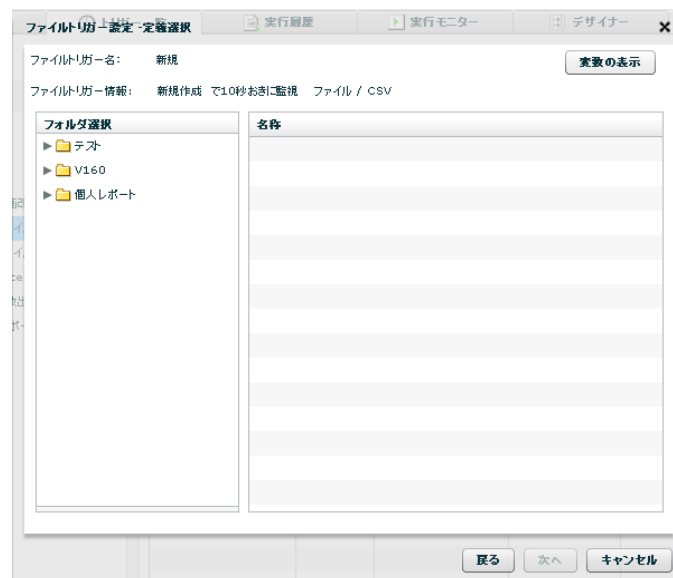 ファイルトリガー設定 -定義選択
実行履歴
実行モニター
デザイナー
ファイルトリガー名: 新規
変数の表示
ファイルトリガー情報: 新規作成 で10秒おきに監視 ファイル / CSV
フォルダ選択
名称
テスト
V160
個人レポート
戻る
次へ
キャンセル